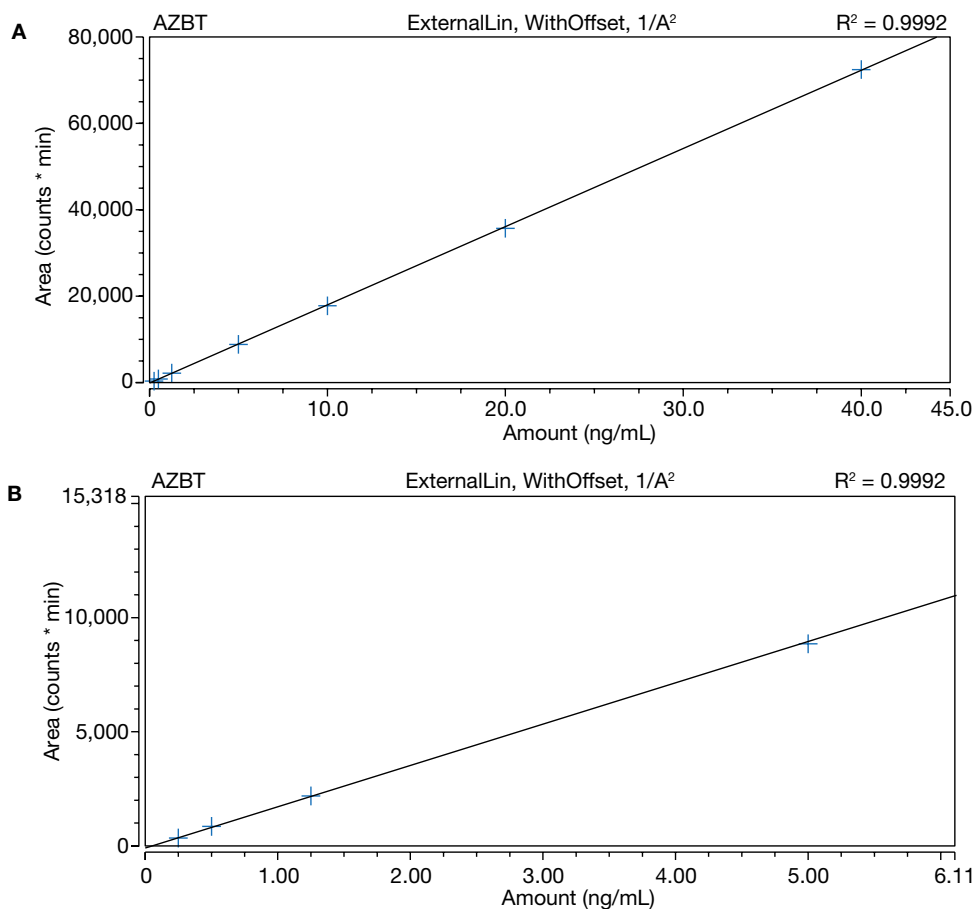 A
AZBT ExternalLin, WithOffset, 1/A² R² = 0.9992
80,000
60,000
40,000
20,000
0
Area (counts * min)
0 10.0 20.0 30.0 40.0 45.0
Amount (ng/mL)
B
AZBT ExternalLin, WithOffset, 1/A² R² = 0.9992
15,318
10,000
5,000
0
Area (counts * min)
0 1.00 2.00 3.00 4.00 5.00 6.11
Amount (ng/mL)